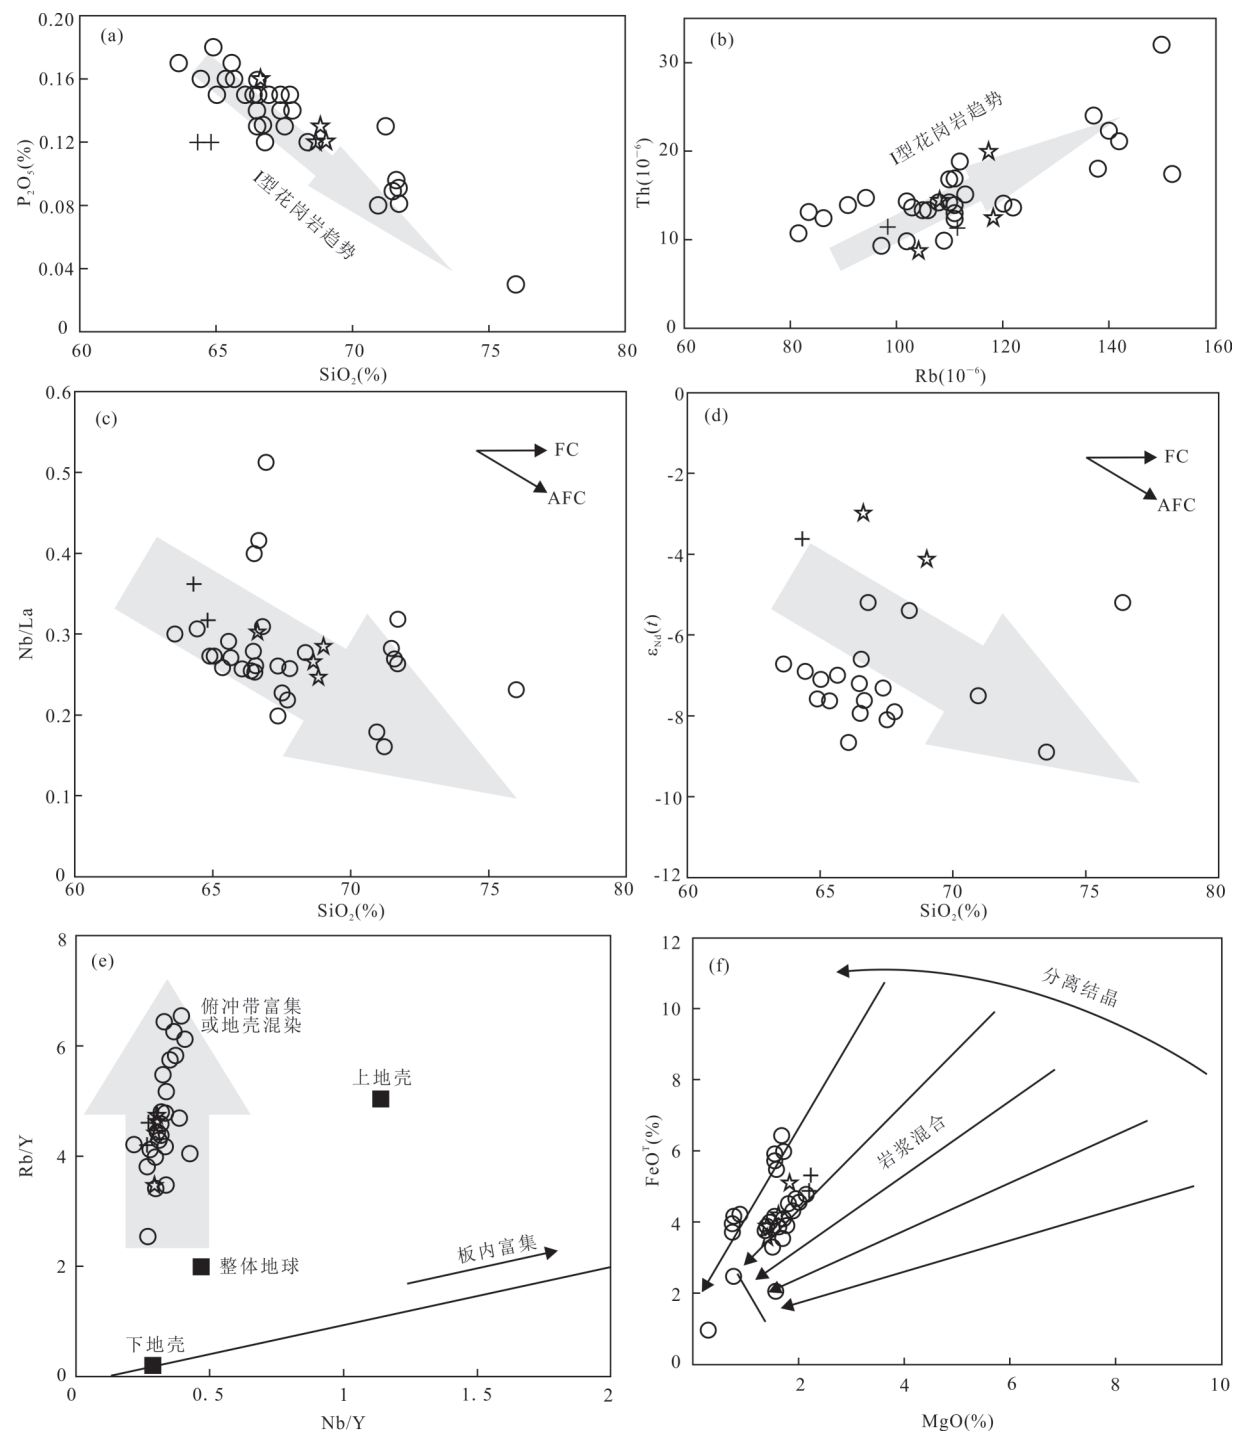 (a)
0.20
0.16
0.12
0.08
0.04
0
P₂O₅(%)
I型花岗岩趋势
60
65
70
75
80
SiO₂(%)
(b)
30
20
10
0
Th(10⁻⁶)
I型花岗岩趋势
60
80
100
120
140
160
Rb(10⁻⁶)
(c)
0.6
0.5
0.4
0.3
0.2
0.1
0
Nb/La
FC
AFC
60
65
70
75
80
SiO₂(%)
(d)
0
-2
-4
-6
-8
-10
-12
εNd(t)
FC
AFC
60
65
70
75
80
SiO₂(%)
(e)
8
6
4
2
0
Rb/Y
俯冲带富集
或地壳混染
上地壳
整体地球
板内富集
下地壳
0
0.5
1
1.5
2
Nb/Y
(f)
12
10
8
6
4
2
0
FeOᵀ(%)
分离结晶
岩浆混合
2
4
6
8
10
MgO(%)